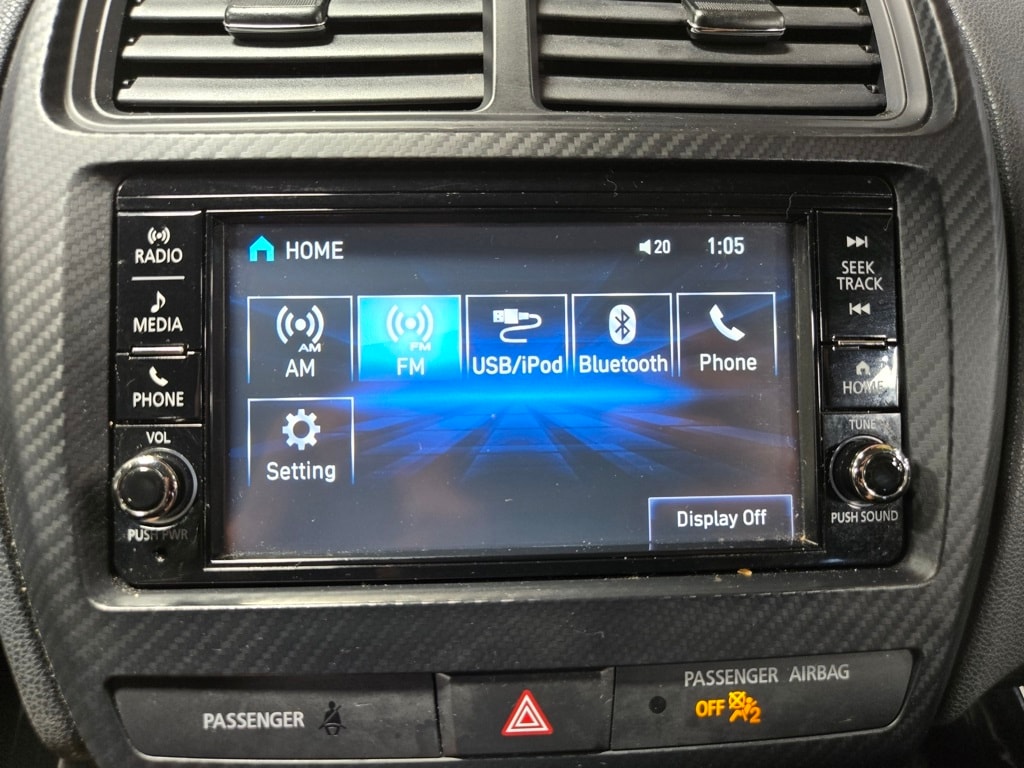 RADIO
MEDIA
PHONE
VOL
PUSH PWR
HOME
20
1:05
AM
AM
FM
FM
USB/iPod
Bluetooth
Phone
Setting
Display Off
SEEK
TRACK
HOME
TUNE
PUSH SOUND
PASSENGER
PASSENGER AIRBAG
OFF 2